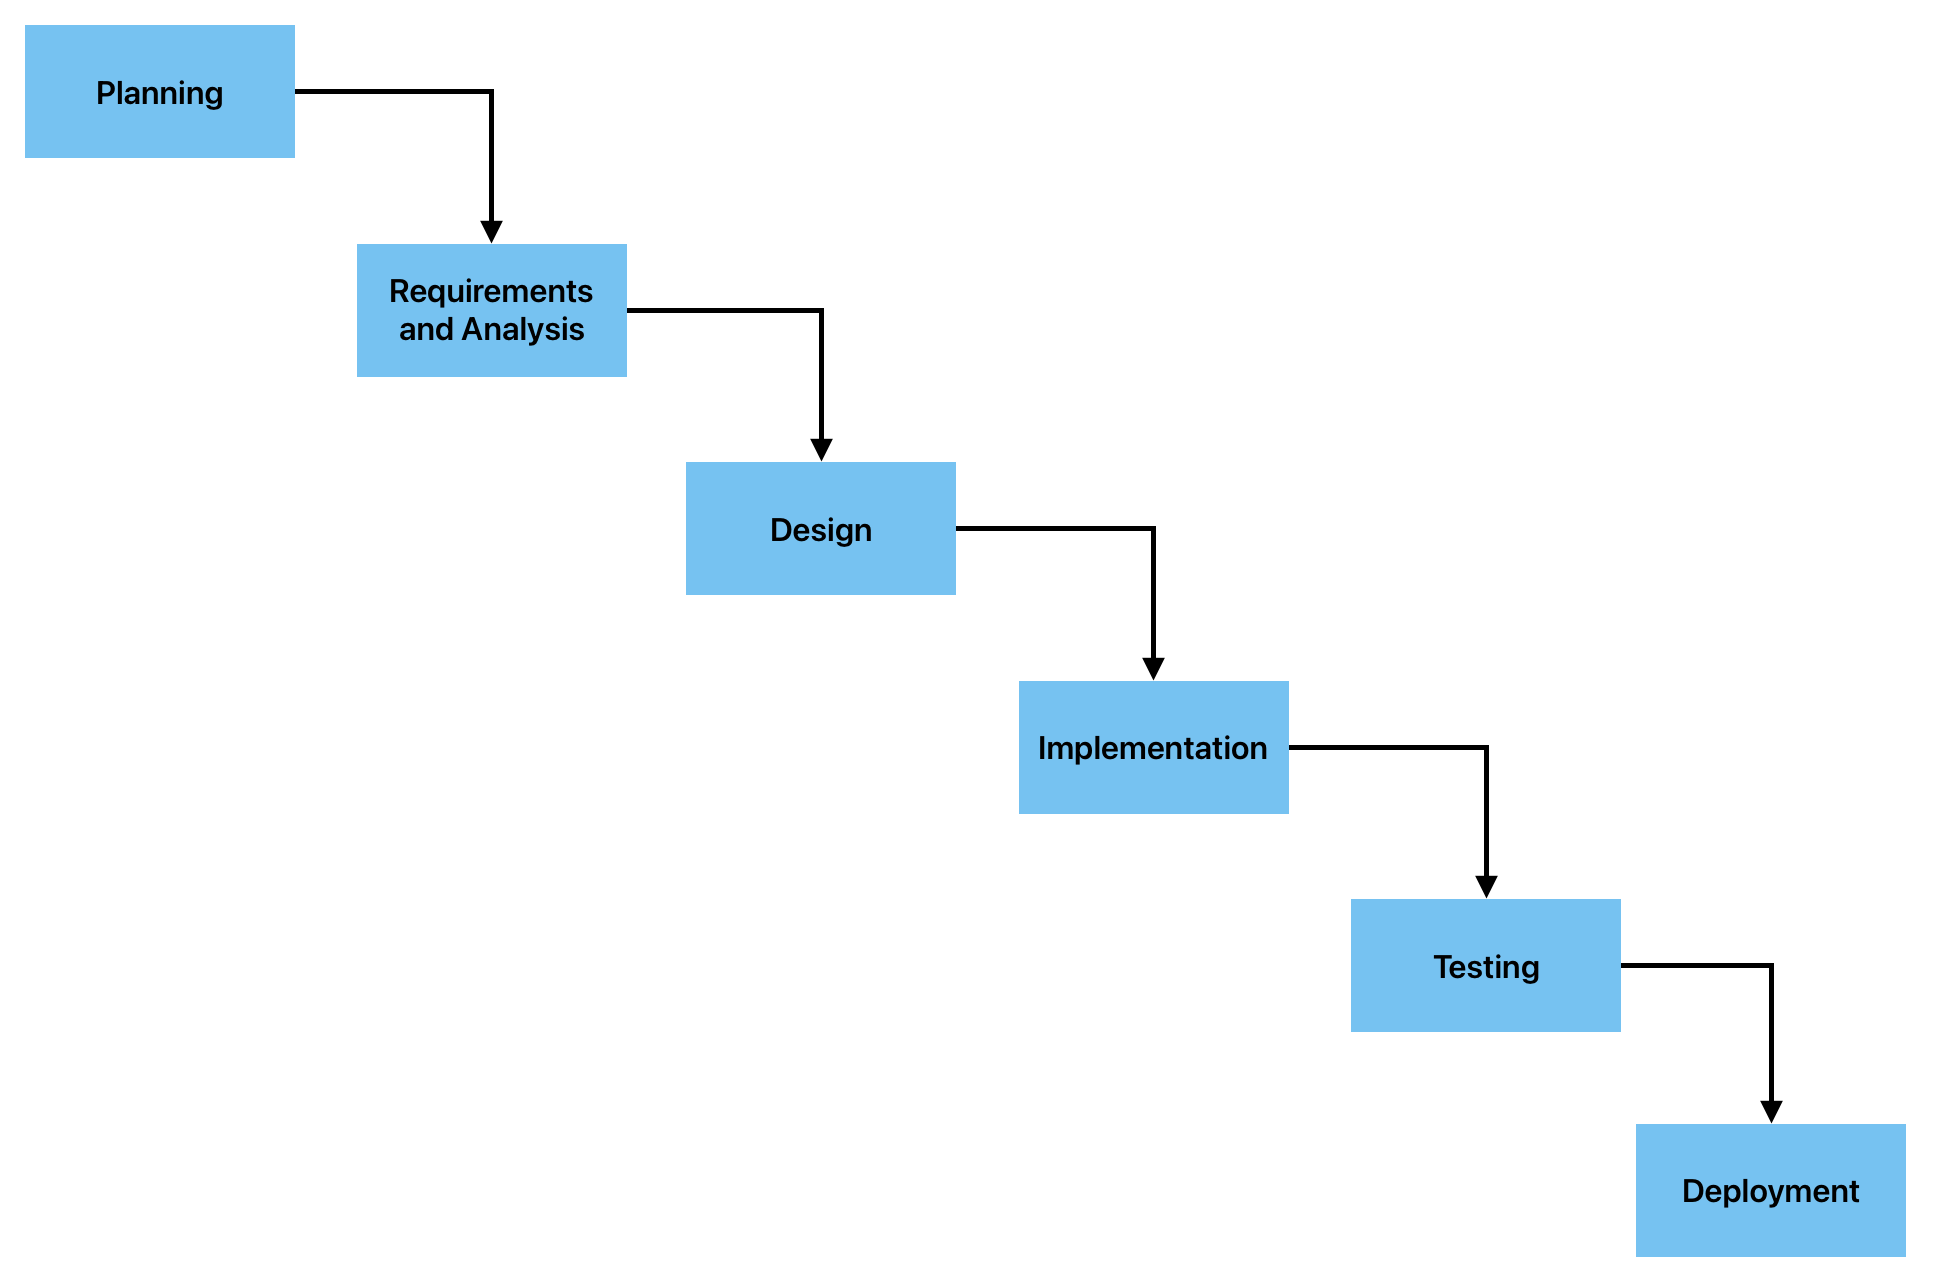 Planning
Requirements
and Analysis
Design
Implementation
Testing
Deployment